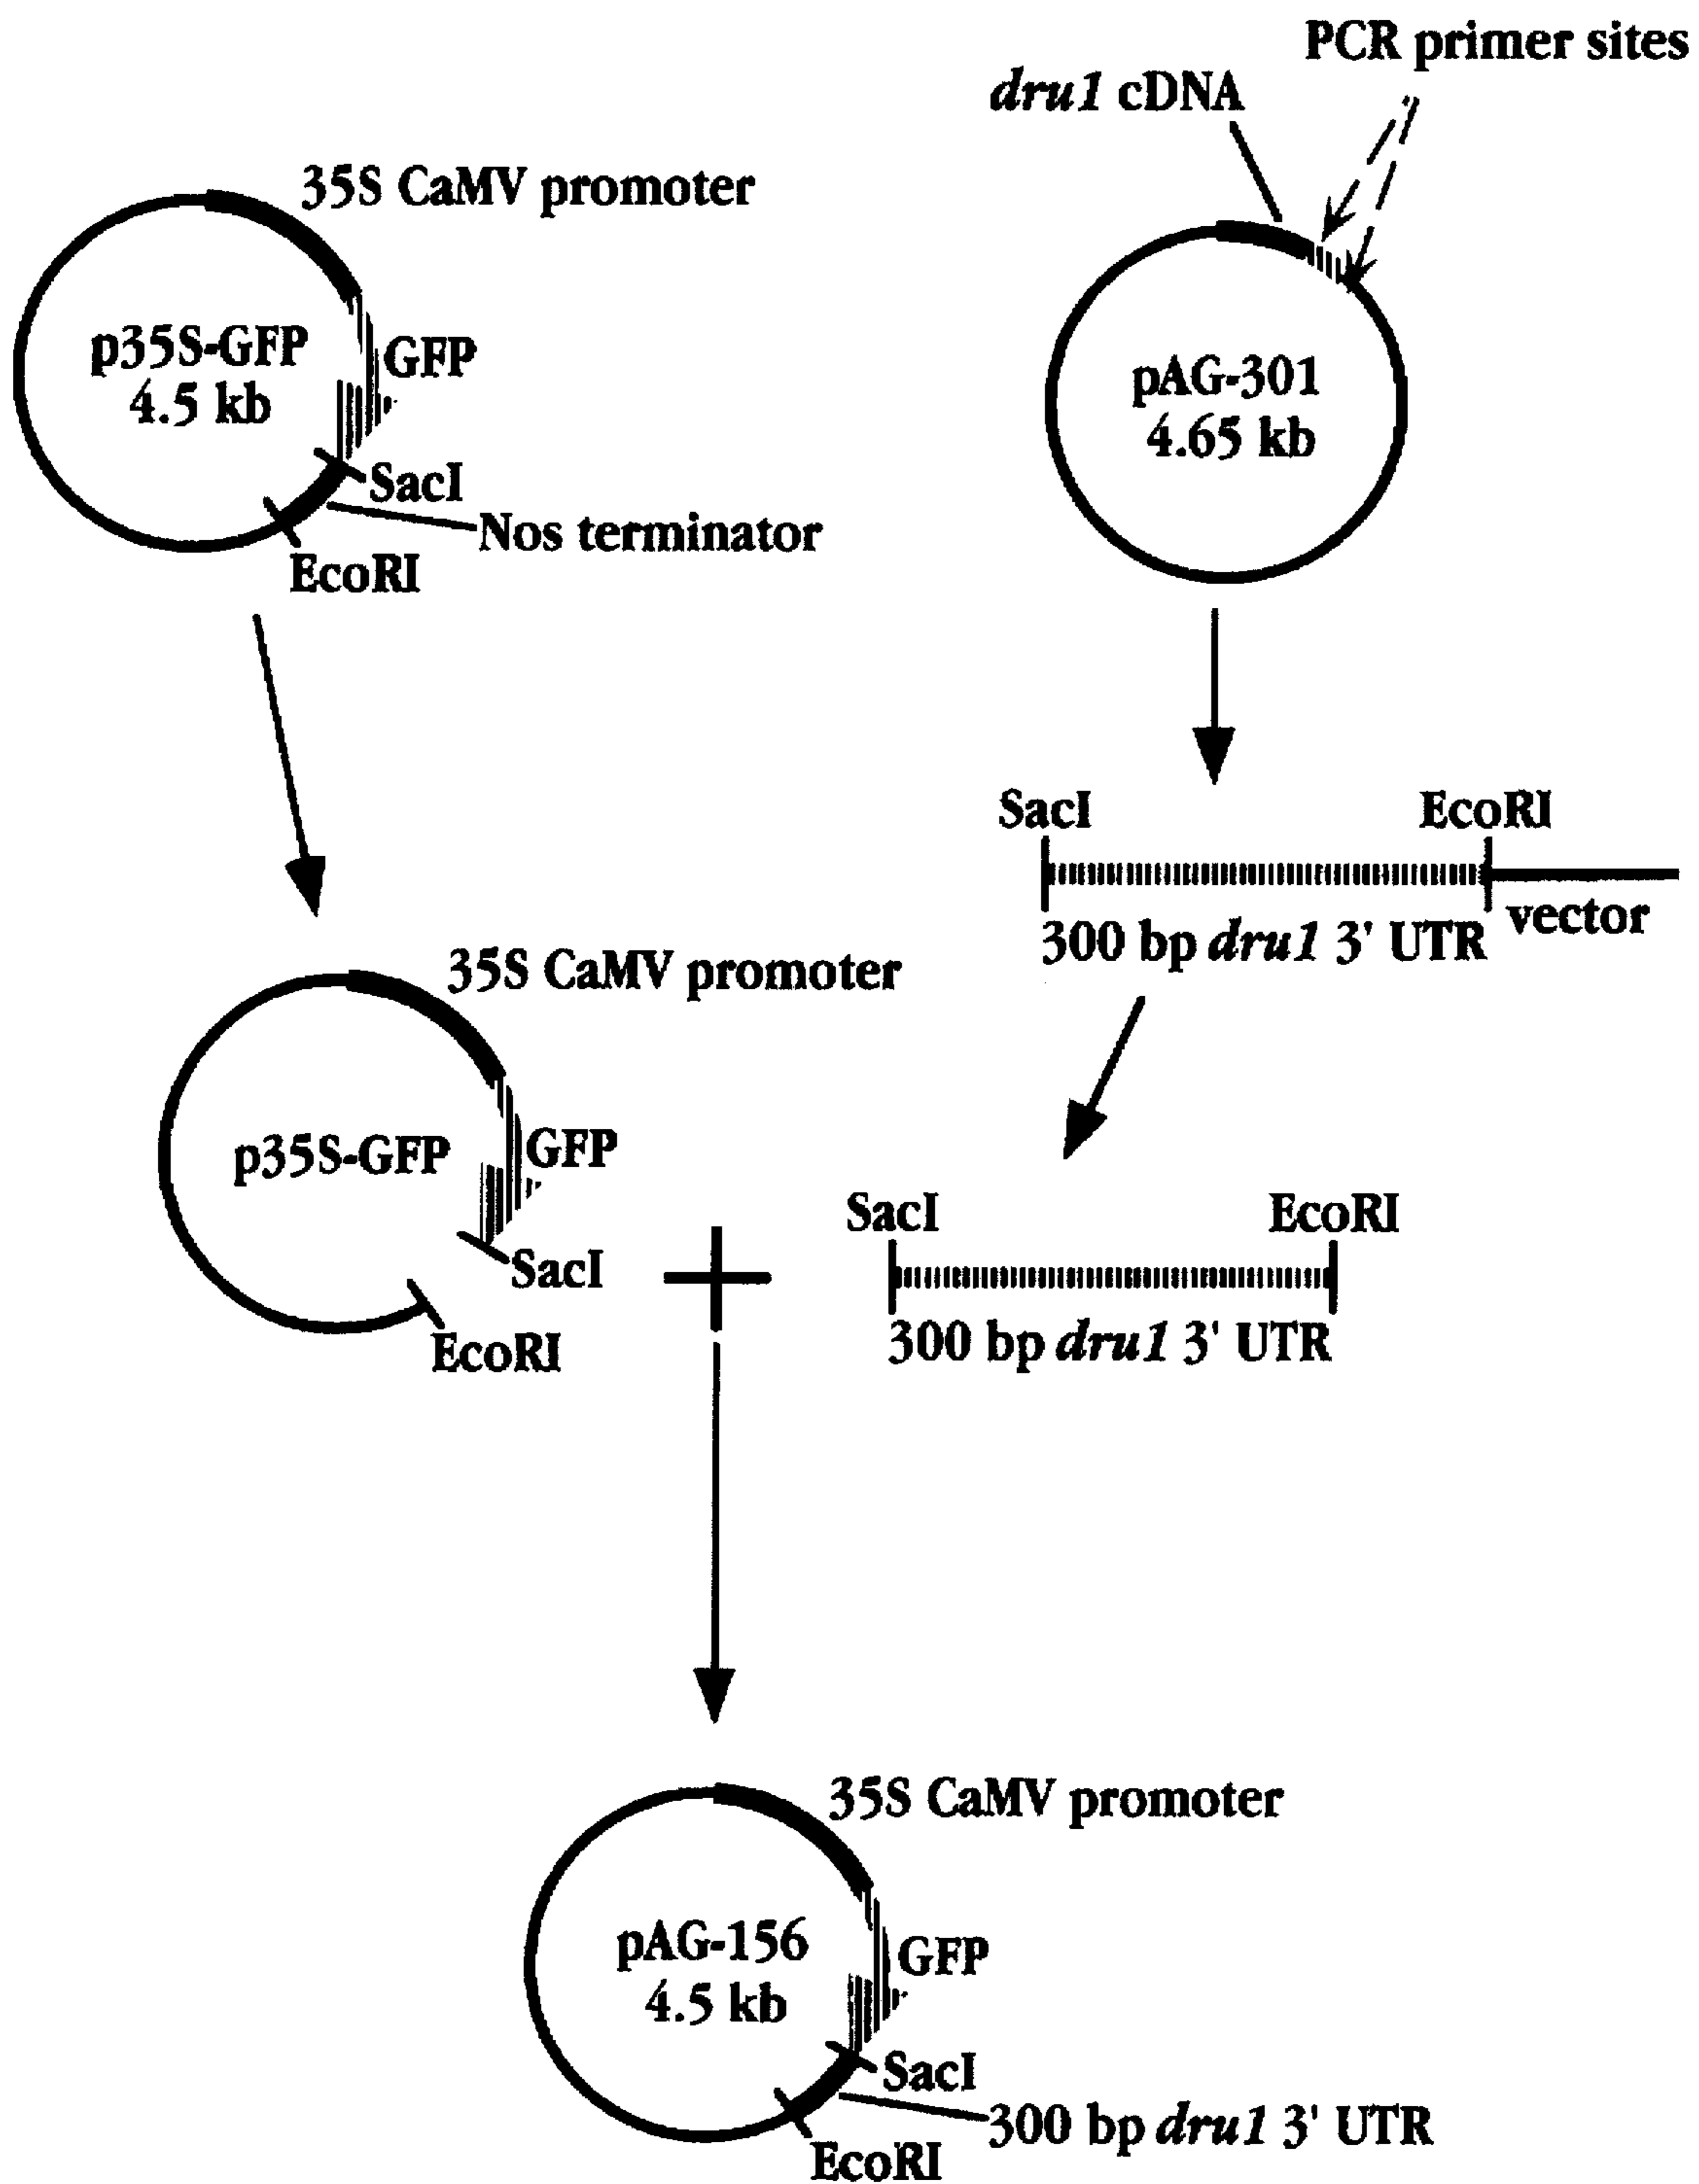 PCR primer sites
dru1 cDNA
35S CaMV promoter
p35S-GFP
4.5 kb
GFP
SacI
Nos terminator
EcoRI
pAG-301
4.65 kb
SacI
EcoRI
300 bp dru1 3' UTR
vector
35S CaMV promoter
p35S-GFP
GFP
SacI
EcoRI
SacI
EcoRI
300 bp dru1 3' UTR
35S CaMV promoter
pAG-156
4.5 kb
GFP
SacI
300 bp dru1 3' UTR
EcoRI